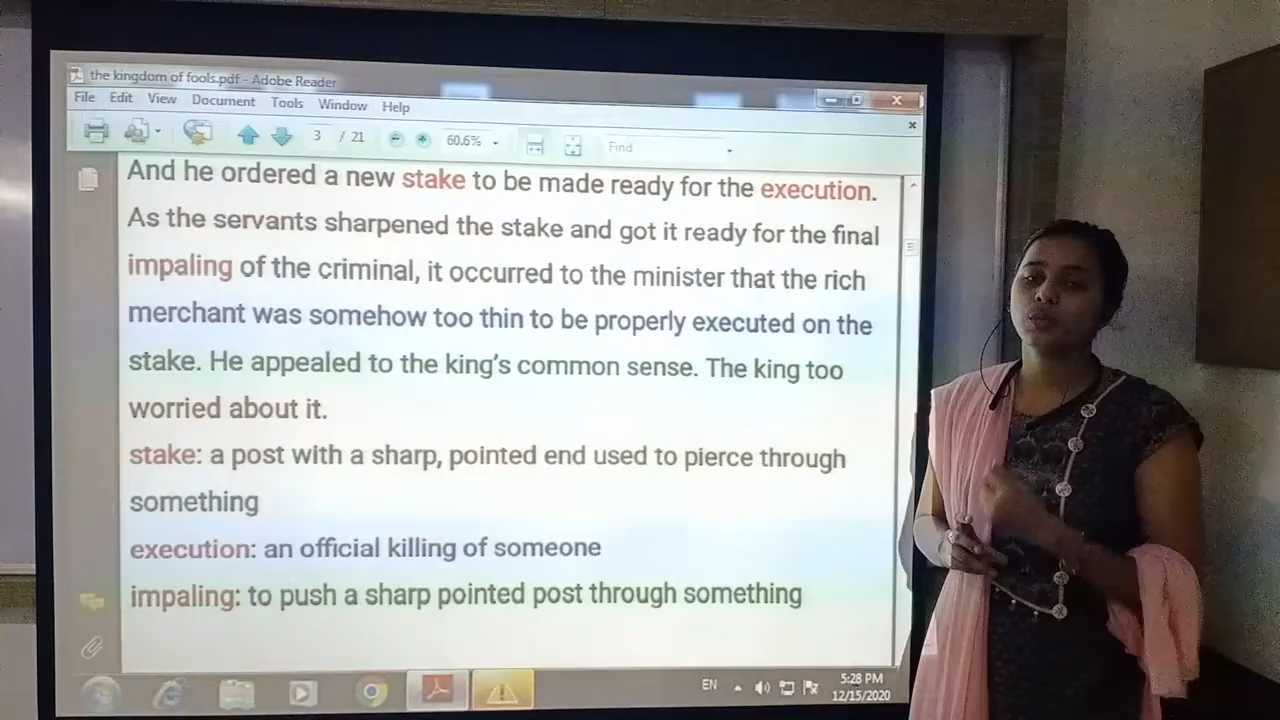 the kingdom of fools.pdf - Adobe Reader
File Edit View Document Tools Window Help
3 / 21 60.6% Find
And he ordered a new stake to be made ready for the execution.
As the servants sharpened the stake and got it ready for the final
impaling of the criminal, it occurred to the minister that the rich
merchant was somehow too thin to be properly executed on the
stake. He appealed to the king's common sense. The king too
worried about it.
stake: a post with a sharp, pointed end used to pierce through
something
execution: an official killing of someone
impaling: to push a sharp pointed post through something
EN 5:28 PM
12/15/2020